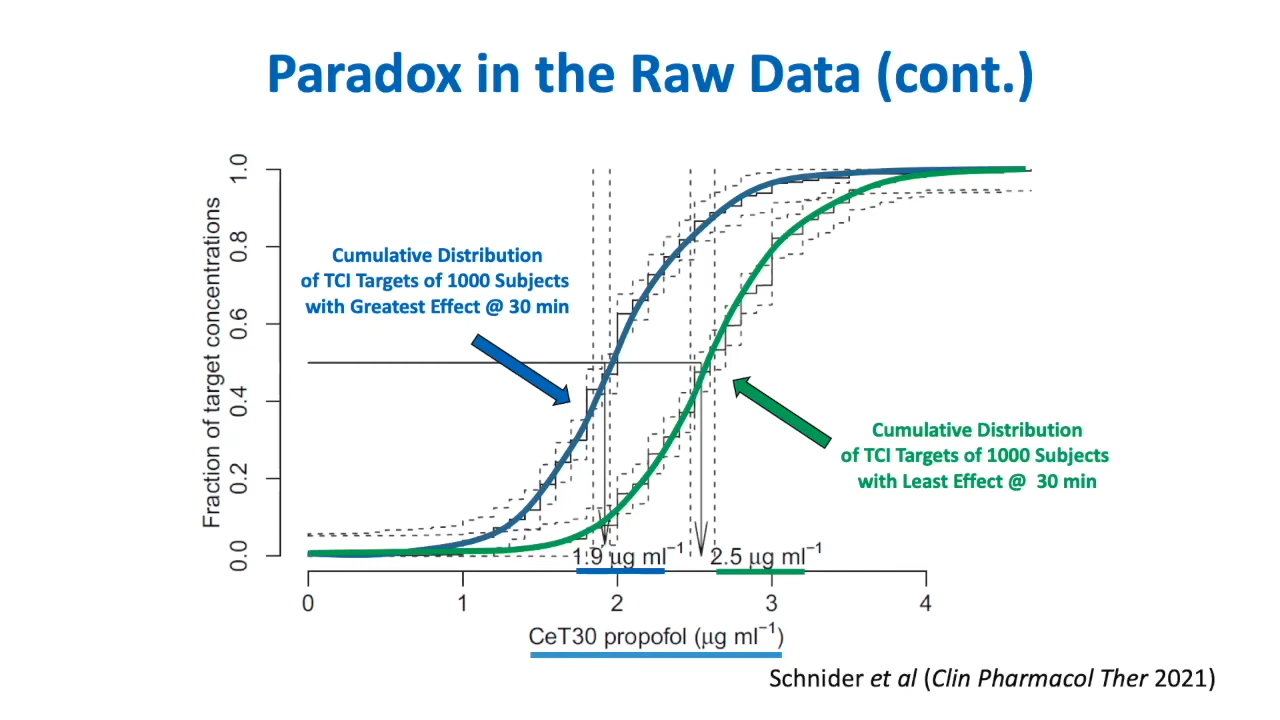 Paradox in the Raw Data (cont.)
Fraction of target concentrations
1.0
0.8
0.6
0.4
0.2
0.0
Cumulative Distribution
of TCI Targets of 1000 Subjects
with Greatest Effect @ 30 min
Cumulative Distribution
of TCI Targets of 1000 Subjects
with Least Effect @ 30 min
1.9 µg ml⁻¹
2.5 µg ml⁻¹
0 1 2 3 4
CeT30 propofol (µg ml⁻¹)
Schnider et al (Clin Pharmacol Ther 2021)